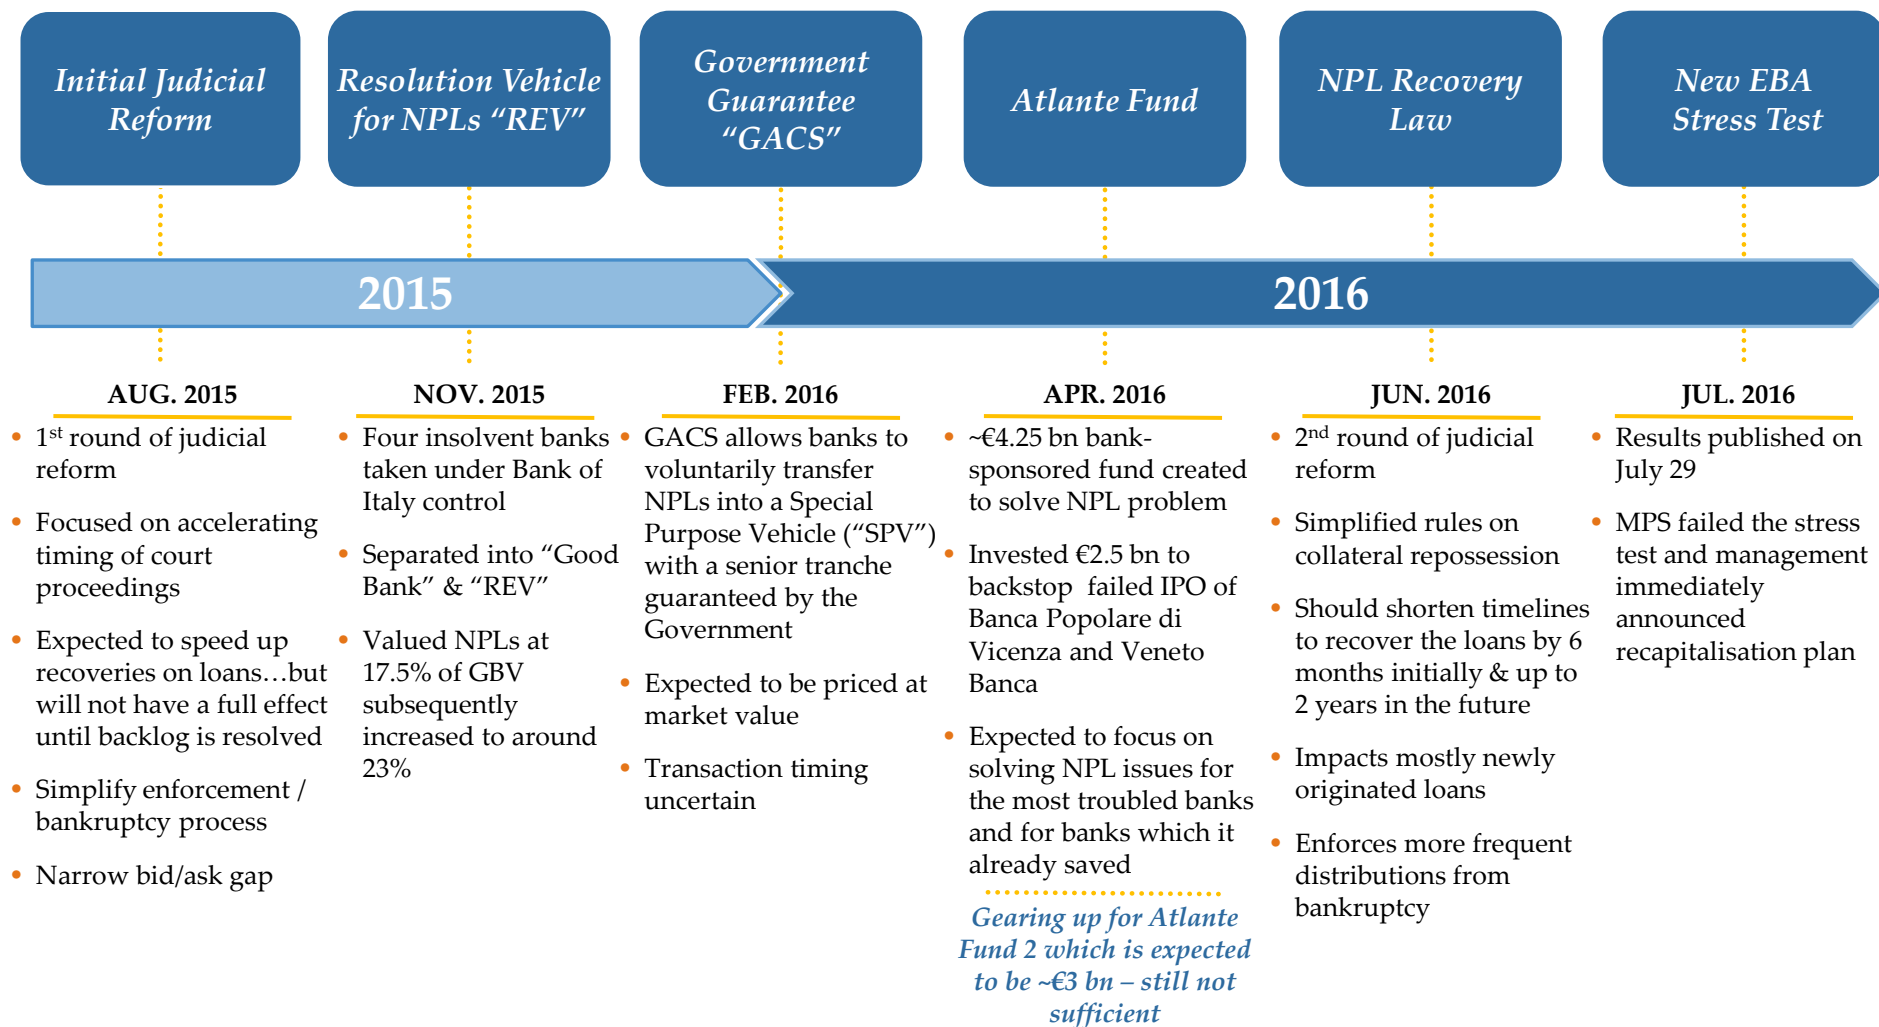 Initial Judicial
Reform
Resolution Vehicle
for NPLs “REV”
Government
Guarantee
“GACS”
Atlante Fund
NPL Recovery
Law
New EBA
Stress Test
2015
2016
AUG. 2015
• 1st round of judicial
reform
• Focused on accelerating
timing of court
proceedings
• Expected to speed up
recoveries on loans…but
will not have a full effect
until backlog is resolved
• Simplify enforcement /
bankruptcy process
• Narrow bid/ask gap
NOV. 2015
• Four insolvent banks
taken under Bank of
Italy control
• Separated into “Good
Bank” & “REV”
• Valued NPLs at
17.5% of GBV
subsequently
increased to around
23%
FEB. 2016
• GACS allows banks to
voluntarily transfer
NPLs into a Special
Purpose Vehicle (“SPV”)
with a senior tranche
guaranteed by the
Government
• Expected to be priced at
market value
• Transaction timing
uncertain
APR. 2016
• ~€4.25 bn bank-
sponsored fund created
to solve NPL problem
• Invested €2.5 bn to
backstop failed IPO of
Banca Popolare di
Vicenza and Veneto
Banca
• Expected to focus on
solving NPL issues for
the most troubled banks
and for banks which it
already saved
Gearing up for Atlante
Fund 2 which is expected
to be ~€3 bn – still not
sufficient
JUN. 2016
• 2nd round of judicial
reform
• Simplified rules on
collateral repossession
• Should shorten timelines
to recover the loans by 6
months initially & up to
2 years in the future
• Impacts mostly newly
originated loans
• Enforces more frequent
distributions from
bankruptcy
JUL. 2016
• Results published on
July 29
• MPS failed the stress
test and management
immediately
announced
recapitalisation plan